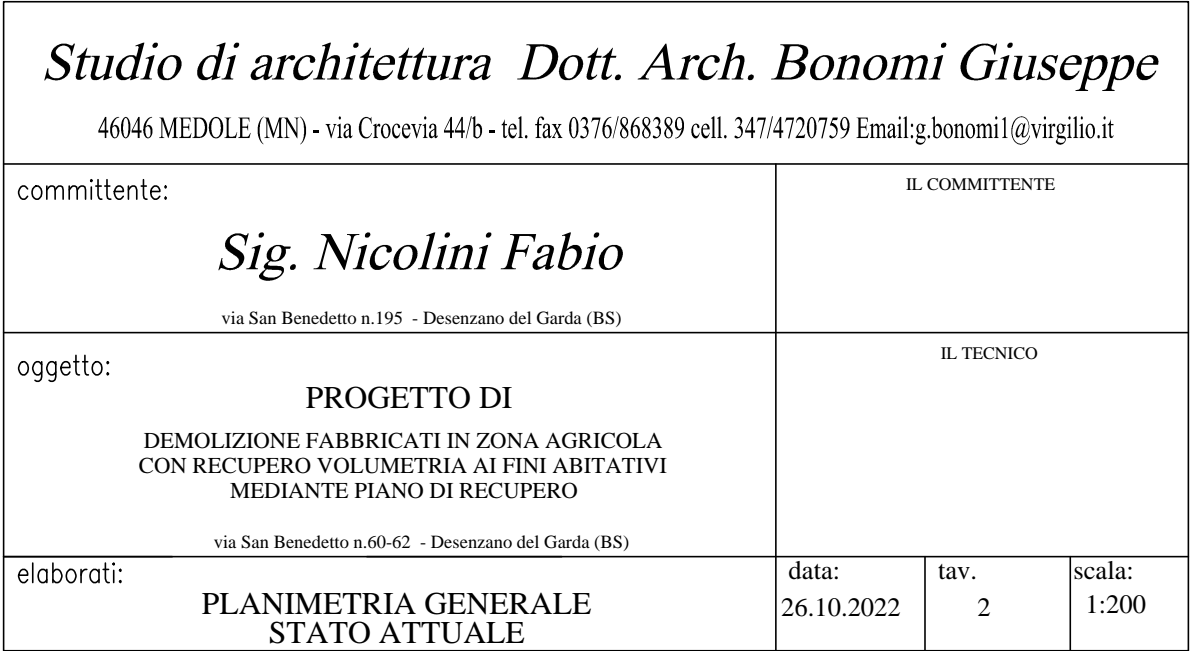 Studio di architettura Dott. Arch. Bonomi Giuseppe
46046 MEDOLE (MN) - via Crocevia 44/b - tel. fax 0376/868389 cell. 347/4720759 Email:g.bonomi1@virgilio.it
committente:
Sig. Nicolini Fabio
via San Benedetto n.195 - Desenzano del Garda (BS)
IL COMMITTENTE
oggetto:
PROGETTO DI
DEMOLIZIONE FABBRICATI IN ZONA AGRICOLA
CON RECUPERO VOLUMETRIA AI FINI ABITATIVI
MEDIANTE PIANO DI RECUPERO
via San Benedetto n.60-62 - Desenzano del Garda (BS)
IL TECNICO
elaborati:
PLANIMETRIA GENERALE
STATO ATTUALE
data:
26.10.2022
tav.
2
scala:
1:200